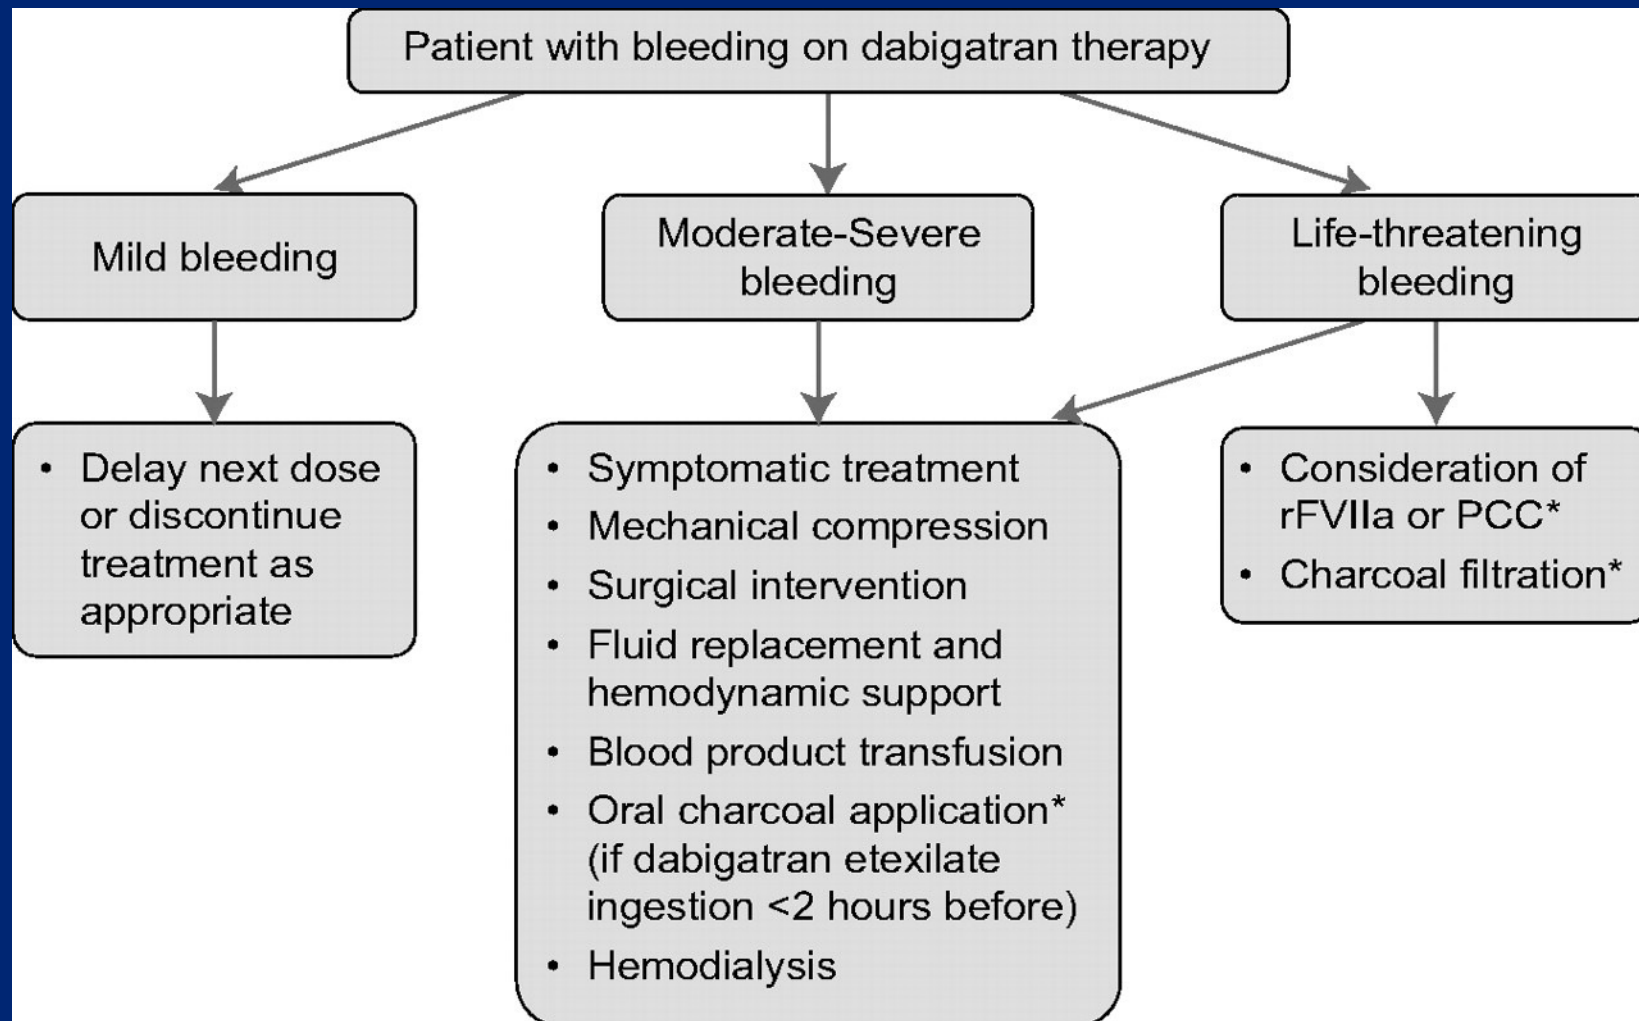 Patient with bleeding on dabigatran therapy
Mild bleeding
Moderate-Severe
bleeding
Life-threatening
bleeding
• Delay next dose
or discontinue
treatment as
appropriate
• Symptomatic treatment
• Mechanical compression
• Surgical intervention
• Fluid replacement and
hemodynamic support
• Blood product transfusion
• Oral charcoal application*
(if dabigatran etexilate
ingestion <2 hours before)
• Hemodialysis
• Consideration of
rFVIIa or PCC*
• Charcoal filtration*